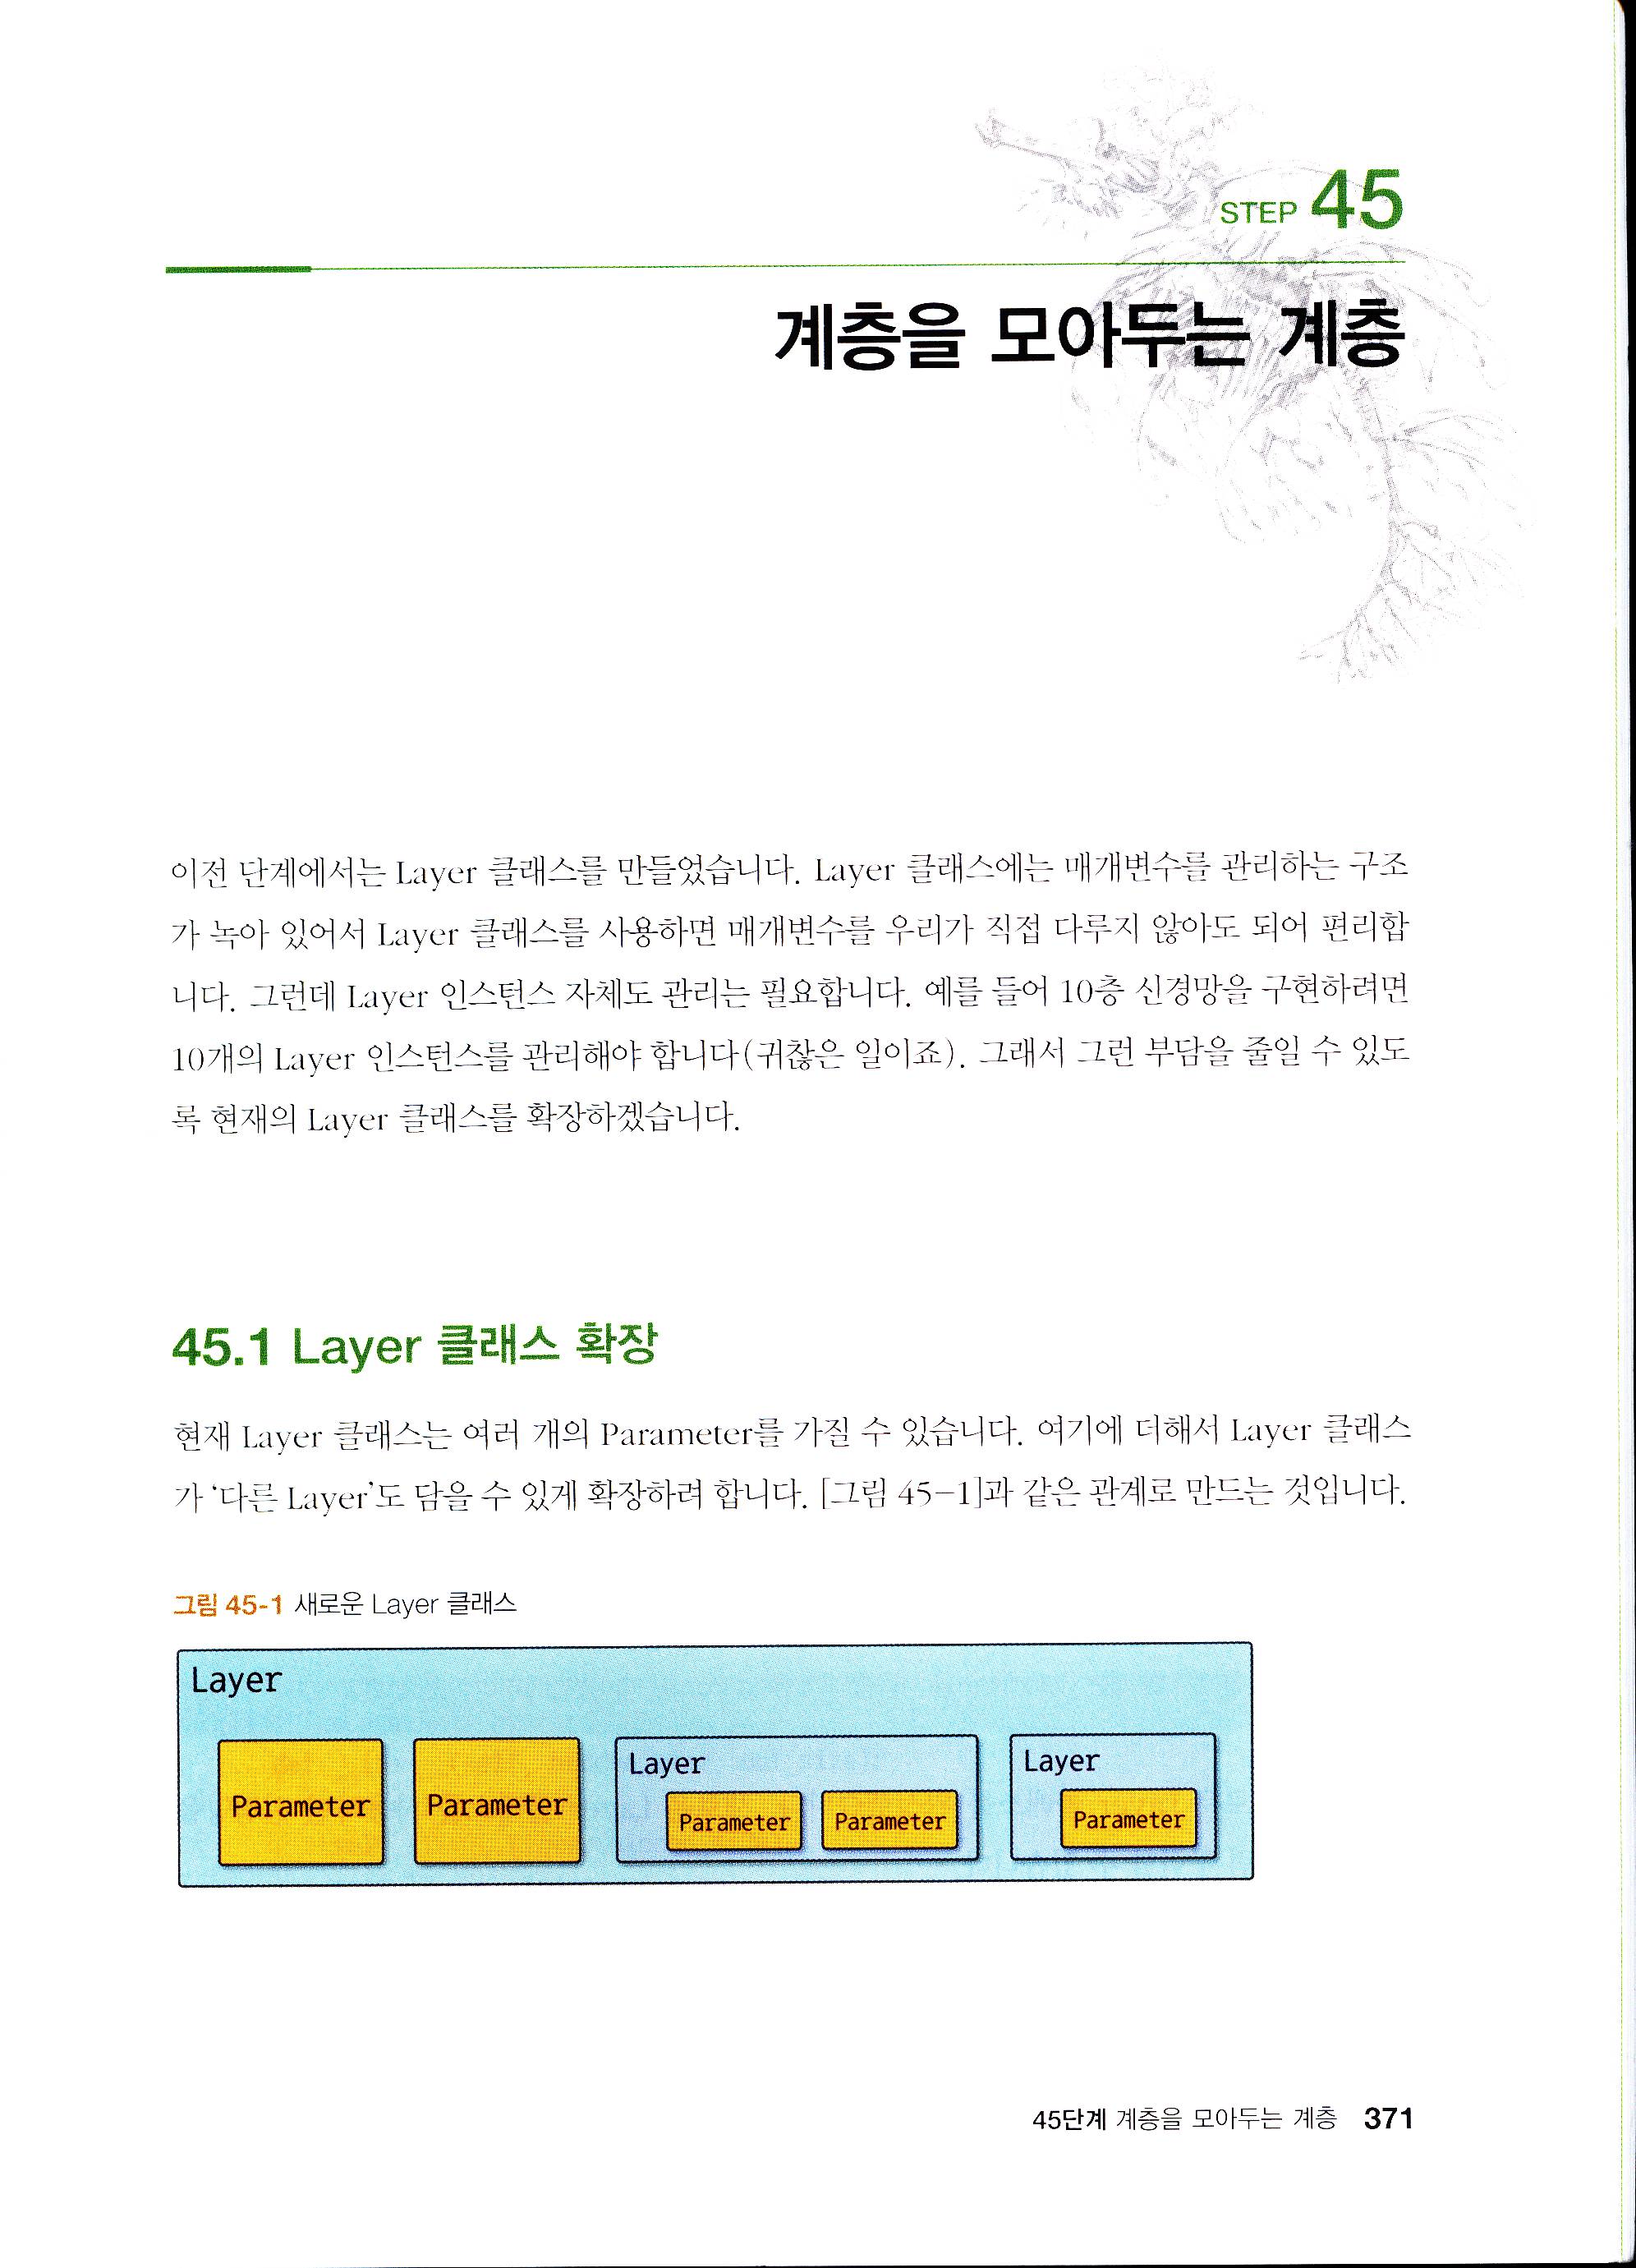 STEP 45
계층을 모아두는 계층
이전 단계에서는 Layer 클래스를 만들었습니다. Layer 클래스에는 매개변수를 관리하는 구조
가 녹아 있어서 Layer 클래스를 사용하면 매개변수를 우리가 직접 다루지 않아도 되어 편리합
니다. 그런데 Layer 인스턴스 자체도 관리는 필요합니다. 예를 들어 10층 신경망을 구현하려면
10개의 Layer 인스턴스를 관리해야 합니다(귀찮은 일이죠). 그래서 그런 부담을 줄일 수 있도
록 현재의 Layer 클래스를 확장하겠습니다.
45.1 Layer 클래스 확장
현재 Layer 클래스는 여러 개의 Parameter를 가질 수 있습니다. 여기에 더해서 Layer 클래스
가 ‘다른 Layer’도 담을 수 있게 확장하려 합니다. [그림 45-1]과 같은 관계로 만드는 것입니다.
그림 45-1 새로운 Layer 클래스
Layer
Parameter
Parameter
Layer
Parameter
Parameter
Layer
Parameter
45단계 계층을 모아두는 계층 371